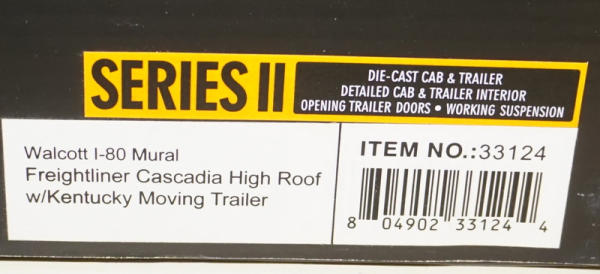 SERIES II
DIE-CAST CAB & TRAILER
DETAILED CAB & TRAILER INTERIOR
OPENING TRAILER DOORS • WORKING SUSPENSION
Walcott I-80 Mural
Freightliner Cascadia High Roof
w/Kentucky Moving Trailer
ITEM NO.:33124
8 04902 33124 4